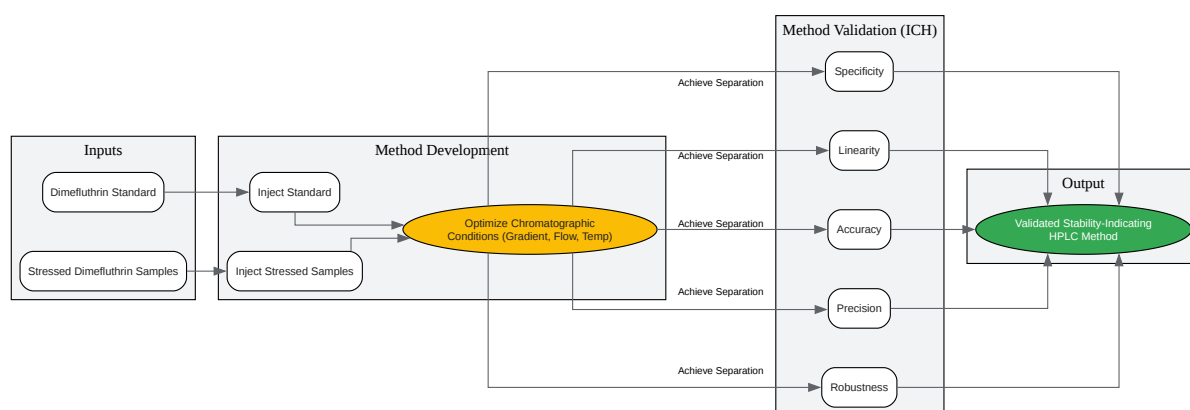 Inputs
Dimefluthrin Standard
Stressed Dimefluthrin Samples
Method Development
Inject Standard
Inject Stressed Samples
Optimize Chromatographic
Conditions (Gradient, Flow, Temp)
Achieve Separation
Achieve Separation
Achieve Separation
Achieve Separation
Achieve Separation
Method Validation (ICH)
Specificity
Linearity
Accuracy
Precision
Robustness
Output
Validated Stability-Indicating
HPLC Method